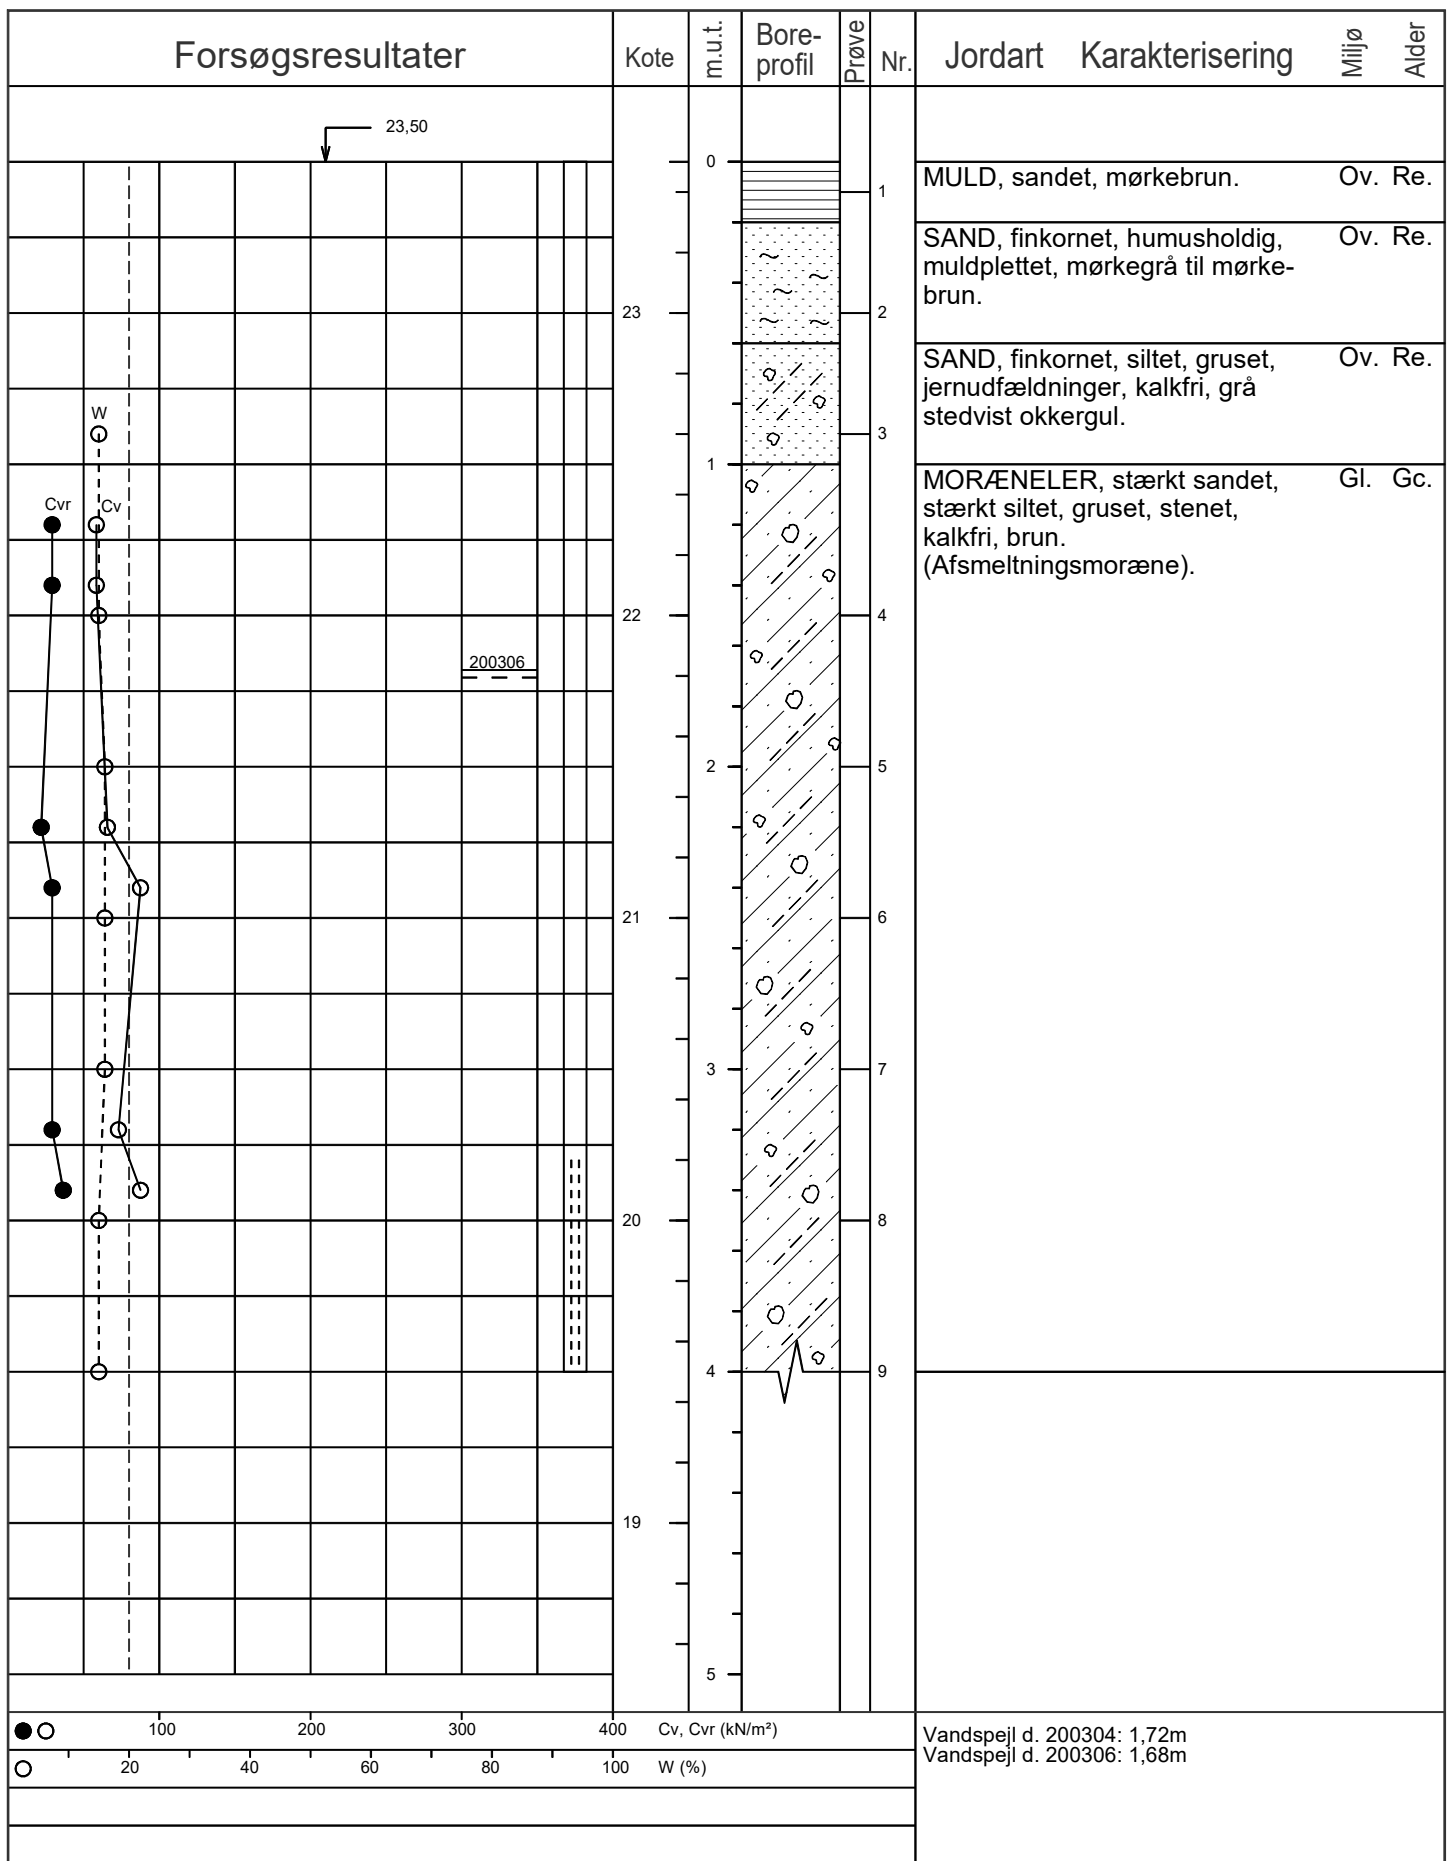 Forsøgsresultater Kote m.u.t. Bore-profil Prøve Nr. Jordart Karakterisering Miljø Alder
23,50
0
MULD, sandet, mørkebrun. Ov. Re.
1
SAND, finkornet, humusholdig, Ov. Re.
muldplettet, mørkegrå til mørke-
brun.
23 2
SAND, finkornet, siltet, gruset, Ov. Re.
jernudfældninger, kalkfri, grå
stedvist okkergul.
W
3
1
MORÆNELER, stærkt sandet, Gl. Gc.
stærkt siltet, gruset, stenet,
kalkfri, brun.
(Afsmeltningsmoræne).
Cvr Cv
22 4
200306
2 5
21 6
3 7
20 8
4 9
19
5
100 200 300 400 Cv, Cvr (kN/m²)
20 40 60 80 100 W (%)
Vandspejl d. 200304: 1,72m
Vandspejl d. 200306: 1,68m